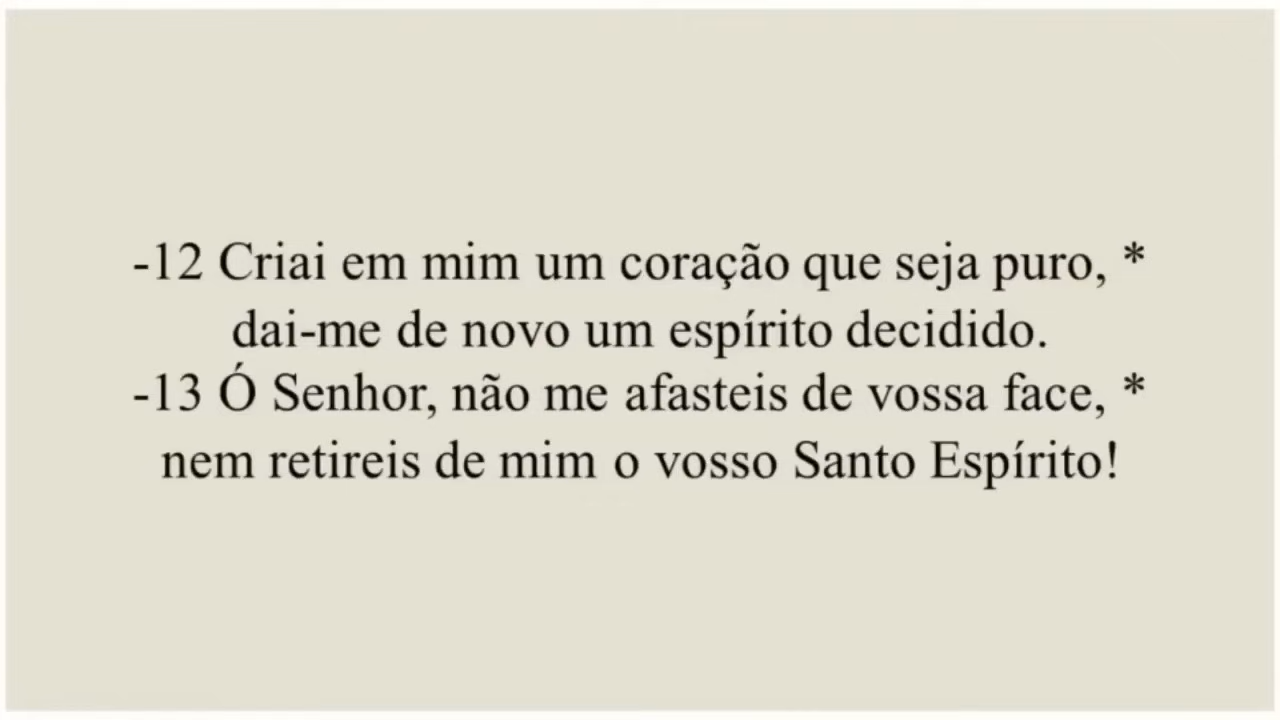 -12 Criai em mim um coração que seja puro, *
dai-me de novo um espírito decidido.
-13 Ó Senhor, não me afasteis de vossa face, *
nem retireis de mim o vosso Santo Espírito!